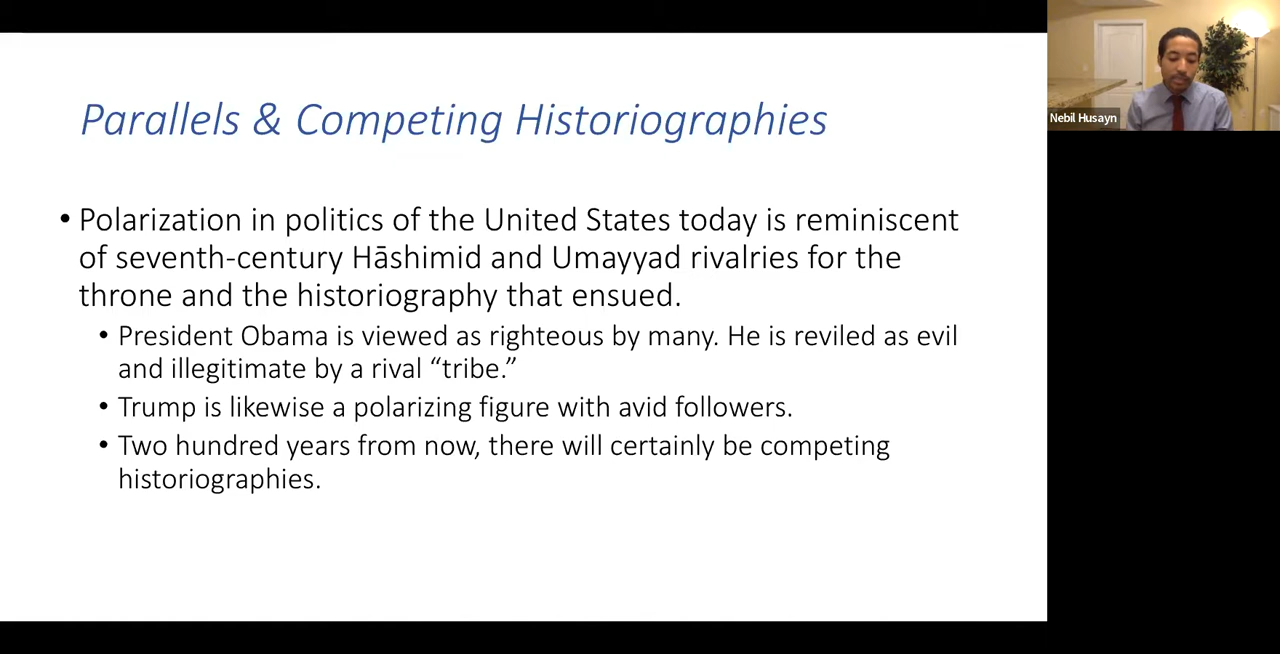 Parallels & Competing Historiographies
• Polarization in politics of the United States today is reminiscent
of seventh-century Hāshimid and Umayyad rivalries for the
throne and the historiography that ensued.
• President Obama is viewed as righteous by many. He is reviled as evil
and illegitimate by a rival “tribe.”
• Trump is likewise a polarizing figure with avid followers.
• Two hundred years from now, there will certainly be competing
historiographies.
Nebil Husayn